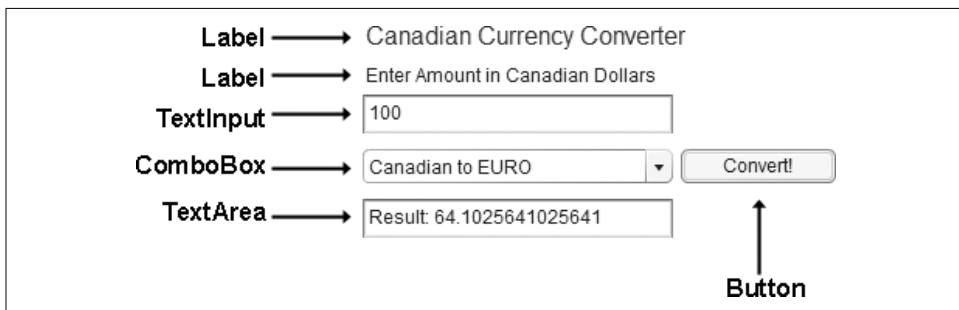 Label Canadian Currency Converter
Label Enter Amount in Canadian Dollars
TextInput 100
ComboBox Canadian to EURO Convert!
TextArea Result: 64.1025641025641
Button